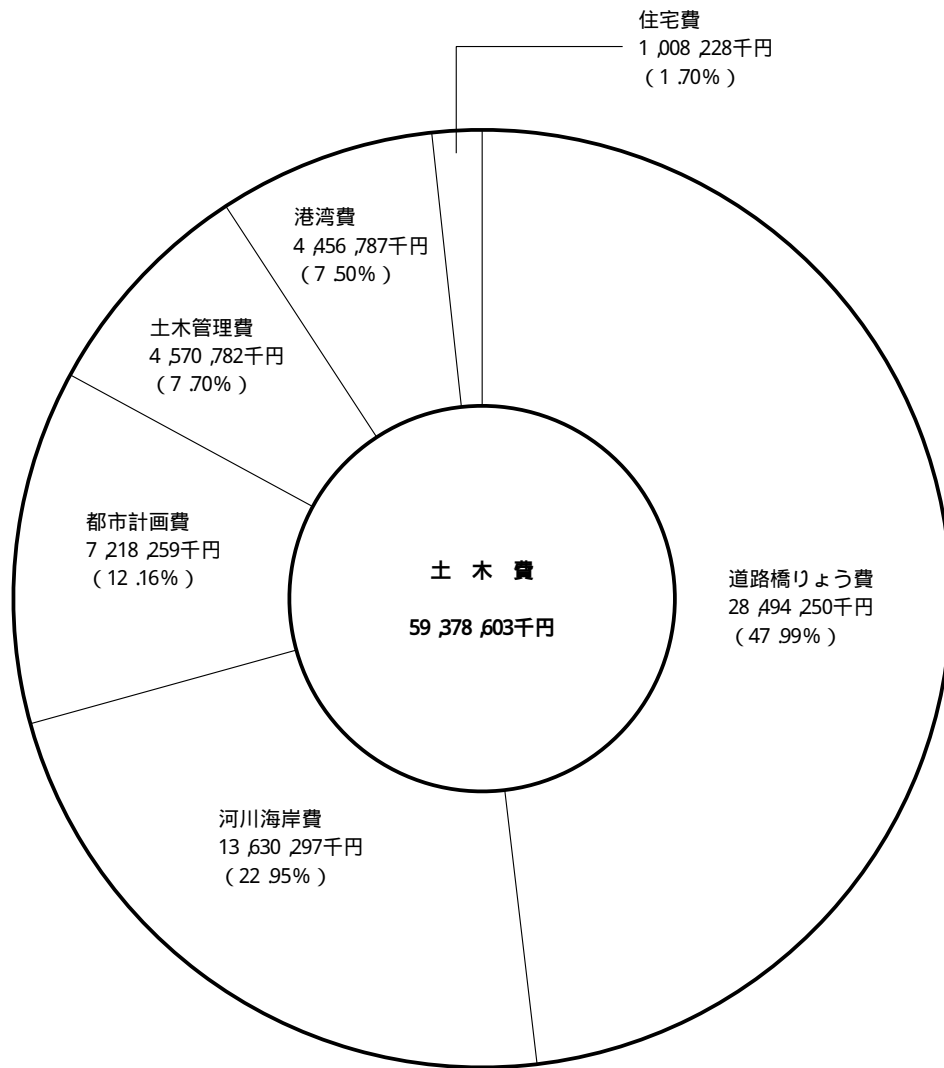 住宅費
1,008,228千円
(1.70%)
港湾費
4,456,787千円
(7.50%)
土木管理費
4,570,782千円
(7.70%)
都市計画費
7,218,259千円
(12.16%)
土 木 費
59,378,603千円
道路橋りょう費
28,494,250千円
(47.99%)
河川海岸費
13,630,297千円
(22.95%)